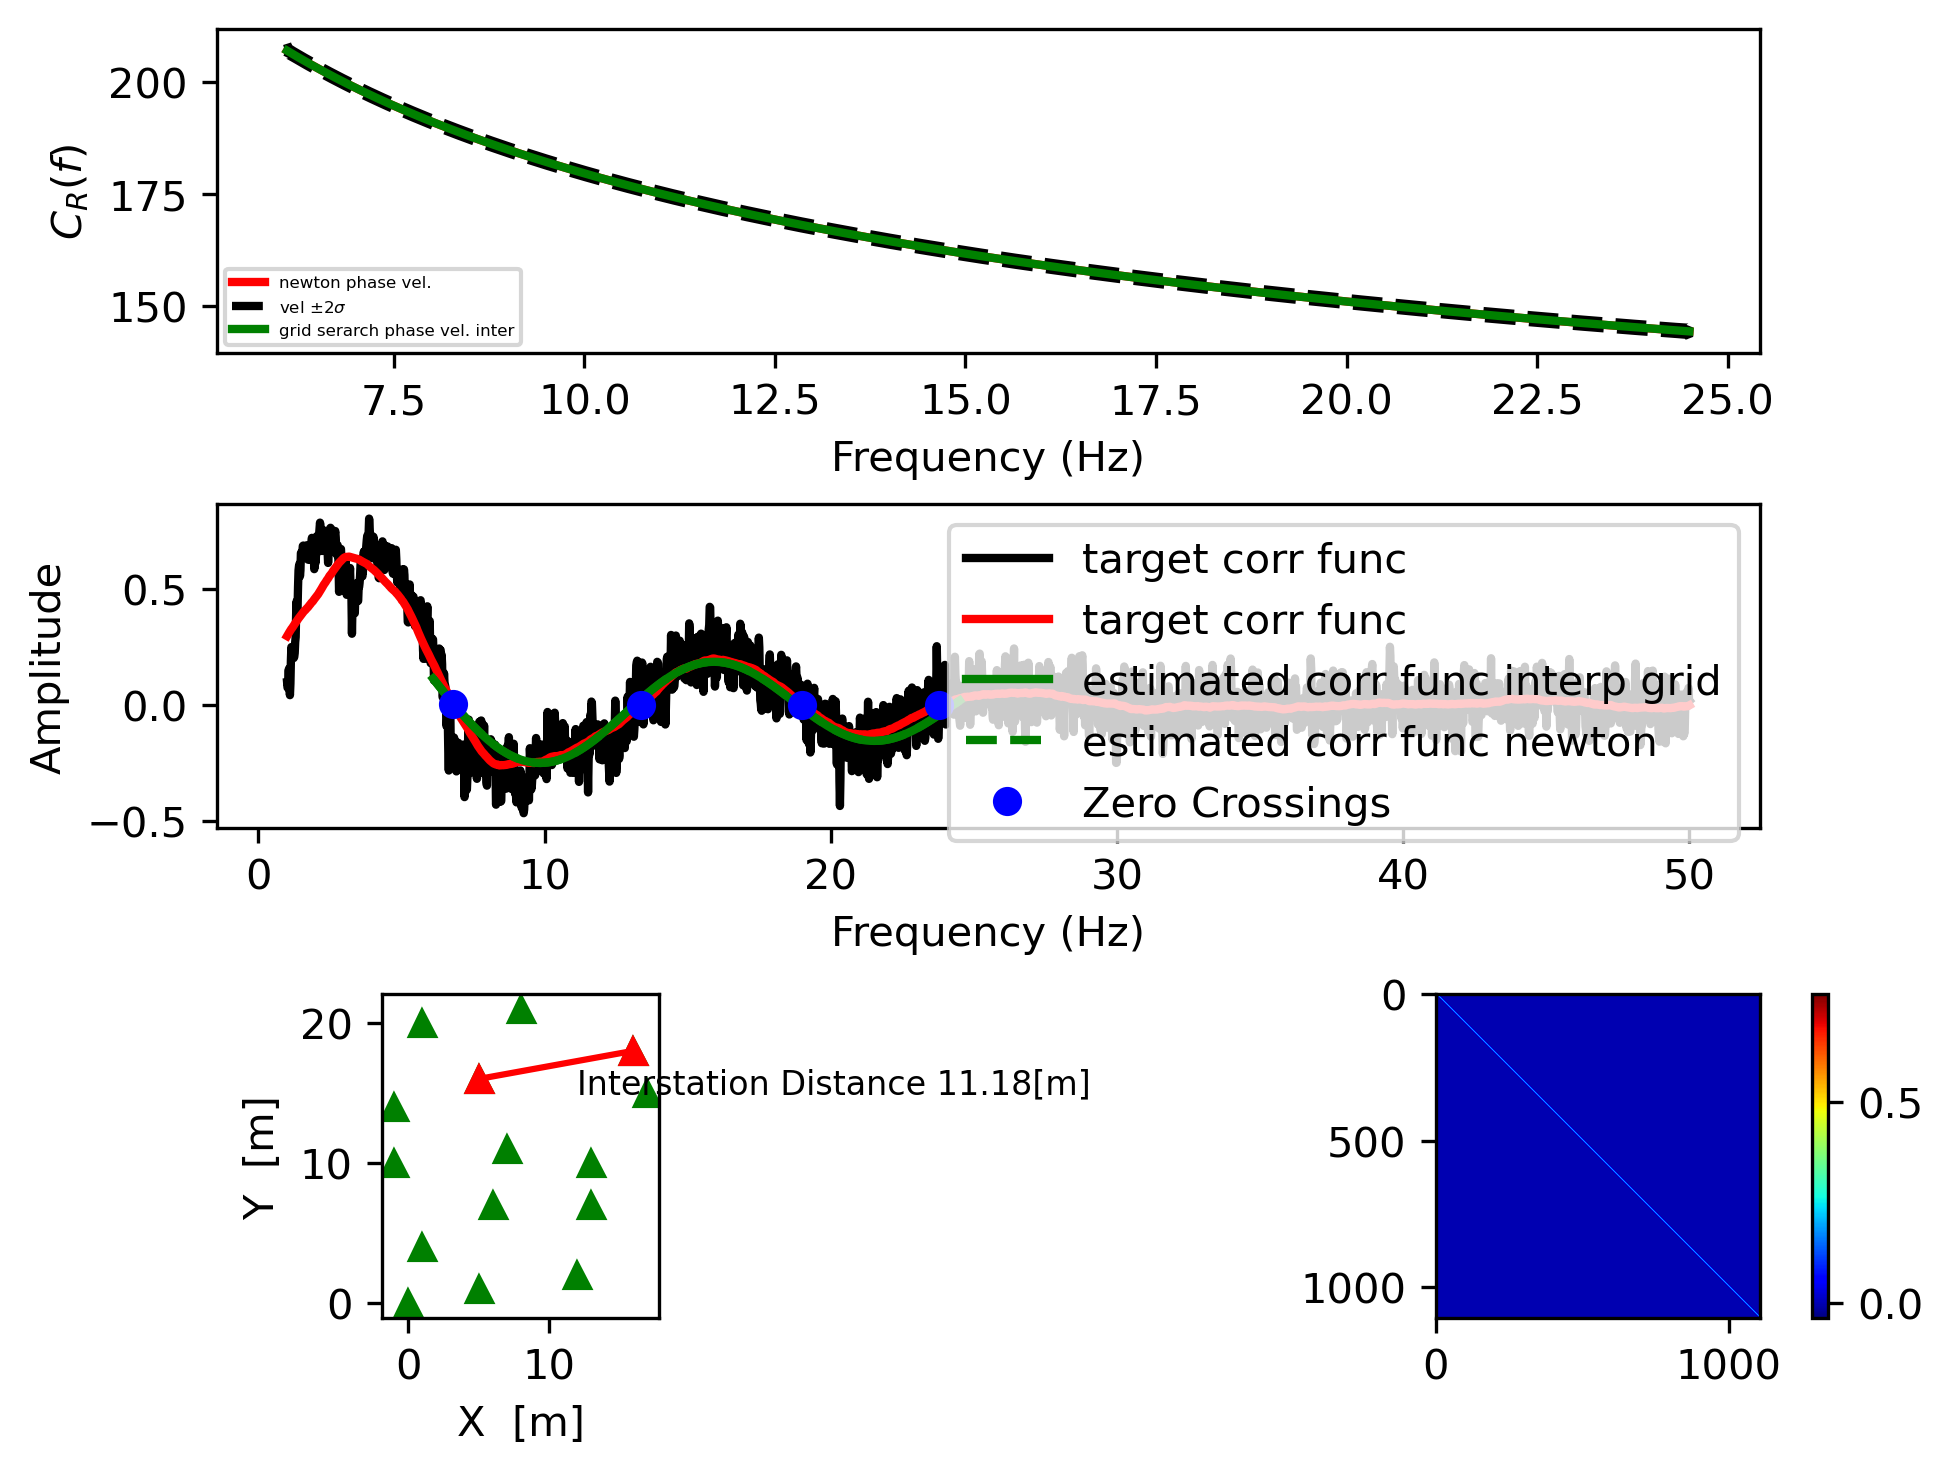 200
175
150
C_R(f)
newton phase vel.
vel ±2σ
grid serarch phase vel. inter
7.5 10.0 12.5 15.0 17.5 20.0 22.5 25.0
Frequency (Hz)
0.5
0.0
−0.5
Amplitude
target corr func
target corr func
estimated corr func interp grid
estimated corr func newton
Zero Crossings
0 10 20 30 40 50
Frequency (Hz)
20
10
0
Y [m]
Interstation Distance 11.18[m]
0 10
X [m]
0
500
1000
0 1000
0.5
0.0